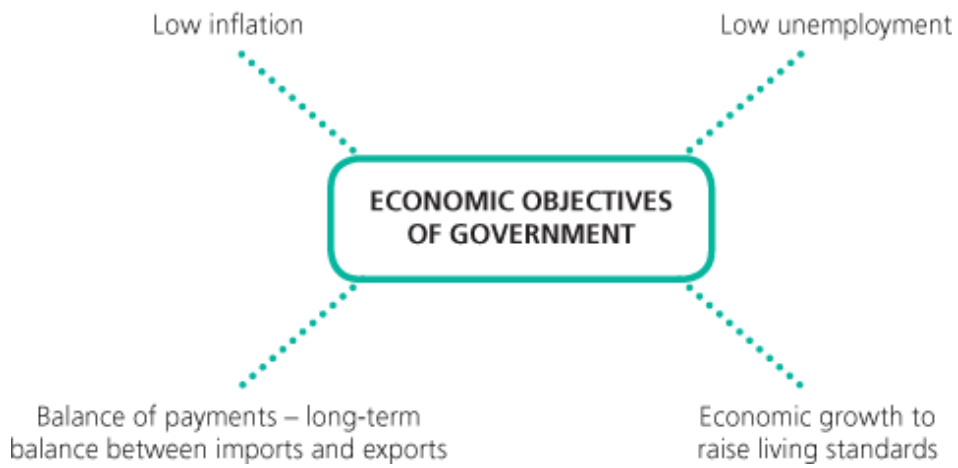 Low inflation
Low unemployment
ECONOMIC OBJECTIVES
OF GOVERNMENT
Balance of payments – long-term
balance between imports and exports
Economic growth to
raise living standards